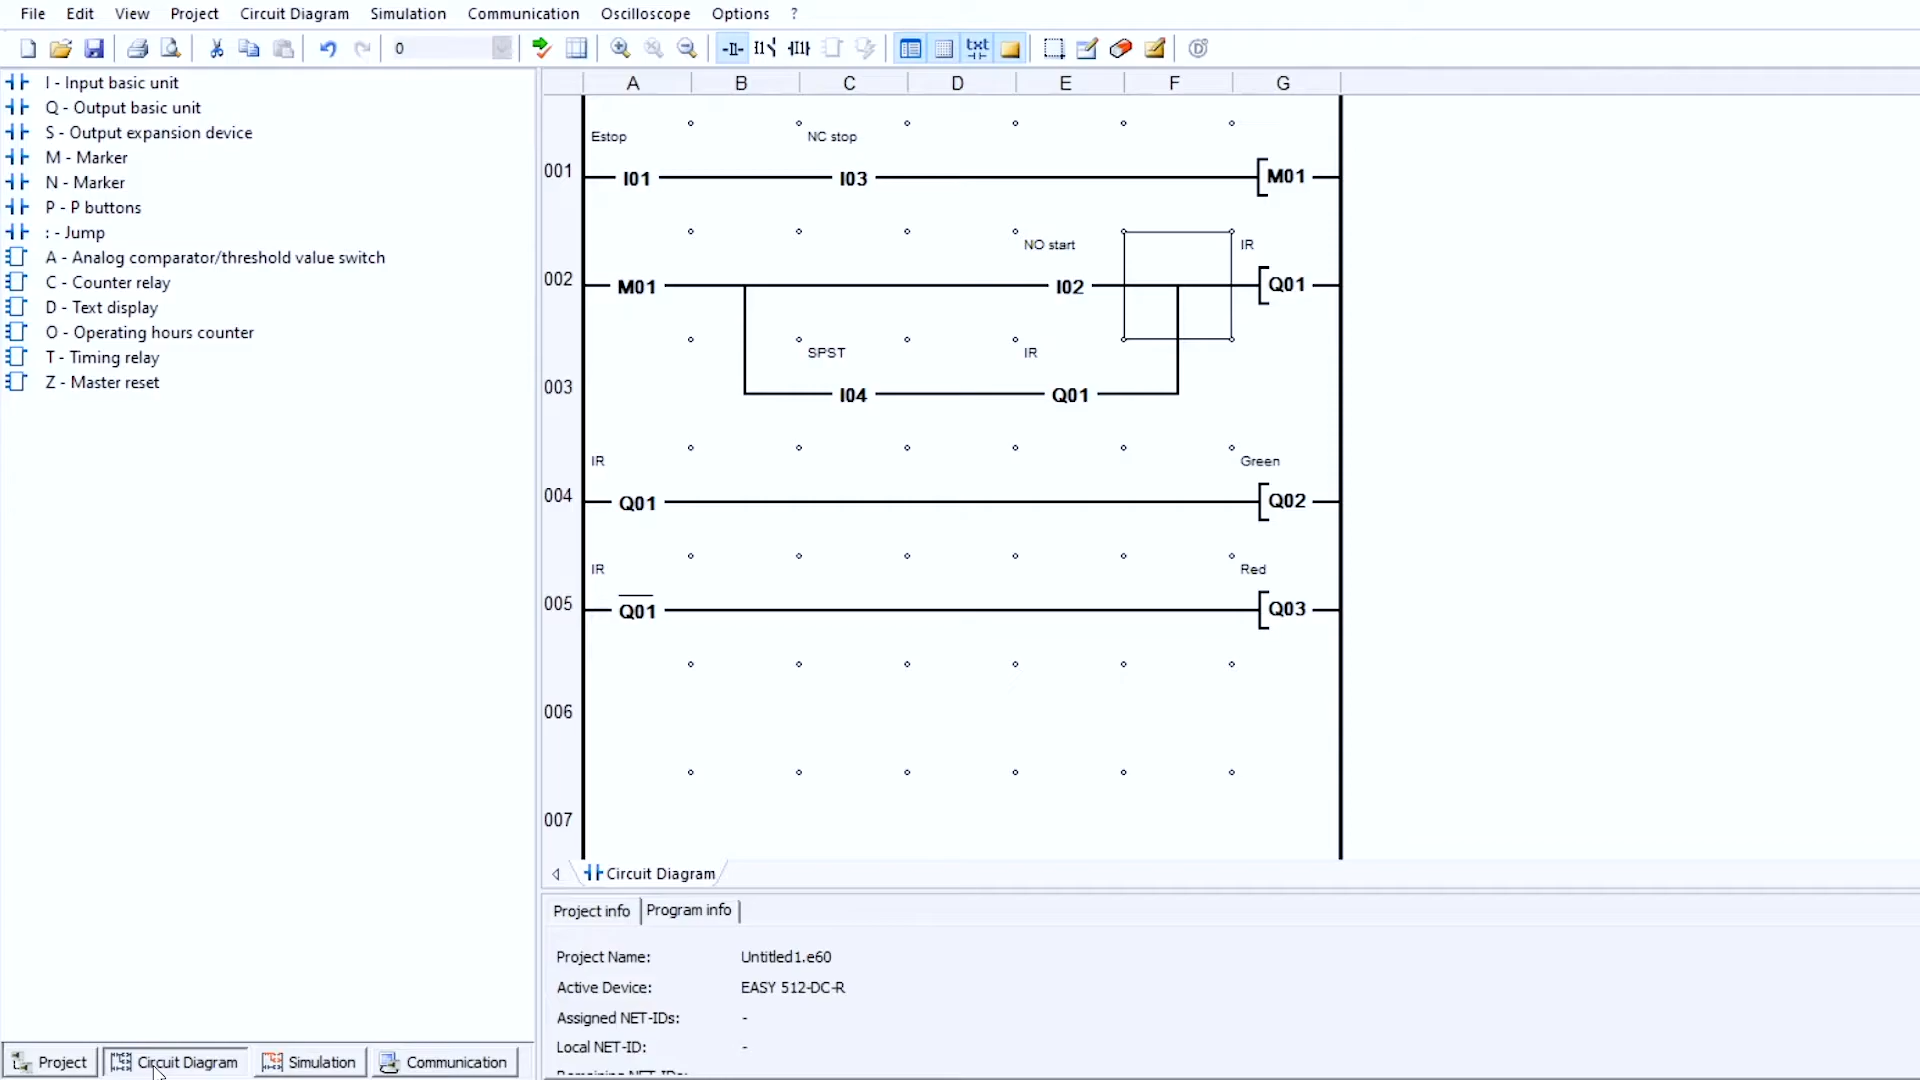 File Edit View Project Circuit Diagram Simulation Communication Oscilloscope Options ?
0 txt
I - Input basic unit
Q - Output basic unit
S - Output expansion device
M - Marker
N - Marker
P - P buttons
: - Jump
A - Analog comparator/threshold value switch
C - Counter relay
D - Text display
O - Operating hours counter
T - Timing relay
Z - Master reset
A B C D E F G
Estop NC stop
001 I01 I03 M01
NO start IR
002 M01 I02 Q01
SPST IR
003 I04 Q01
IR Green
004 Q01 Q02
IR Red
005 Q01 Q03
006
007
Circuit Diagram
Project info Program info
Project Name: Untitled1.e60
Active Device: EASY 512-DC-R
Assigned NET-IDs: -
Local NET-ID: -
Project Circuit Diagram Simulation Communication